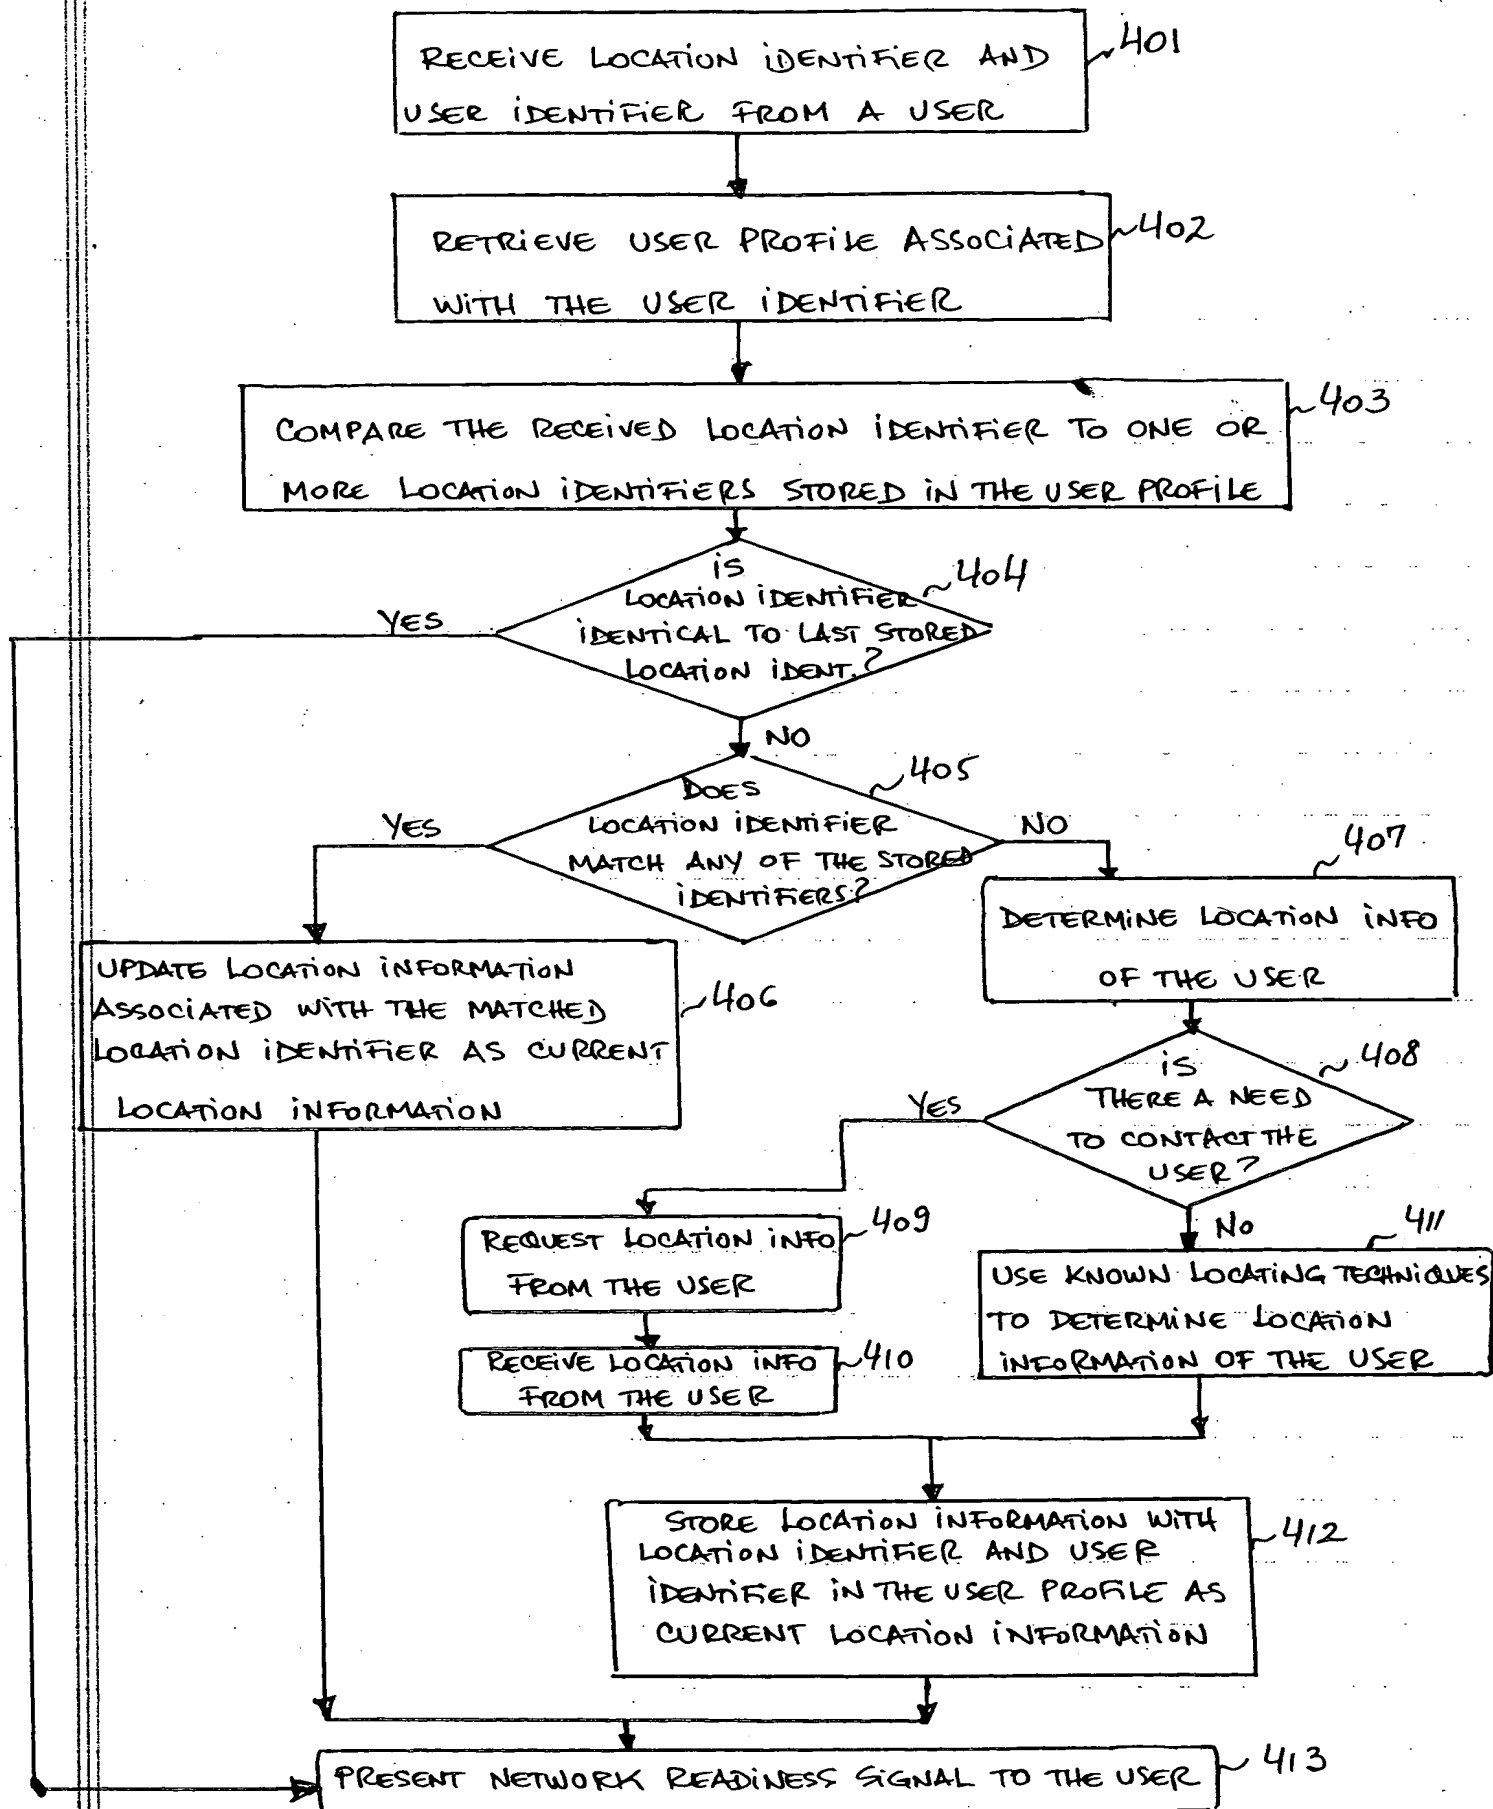 RECEIVE LOCATION IDENTIFIER AND
USER IDENTIFIER FROM A USER
401
RETRIEVE USER PROFILE ASSOCIATED
WITH THE USER IDENTIFIER
402
COMPARE THE RECEIVED LOCATION IDENTIFIER TO ONE OR
MORE LOCATION IDENTIFIERS STORED IN THE USER PROFILE
403
IS
LOCATION IDENTIFIER
IDENTICAL TO LAST STORED
LOCATION IDENT.?
404
YES
NO
DOES
LOCATION IDENTIFIER
MATCH ANY OF THE STORED
IDENTIFIERS?
405
YES
NO
UPDATE LOCATION INFORMATION
ASSOCIATED WITH THE MATCHED
LOCATION IDENTIFIER AS CURRENT
LOCATION INFORMATION
406
407
DETERMINE LOCATION INFO
OF THE USER
IS
THERE A NEED
TO CONTACT THE
USER?
408
YES
NO
REQUEST LOCATION INFO
FROM THE USER
409
RECEIVE LOCATION INFO
FROM THE USER
410
411
USE KNOWN LOCATING TECHNIQUES
TO DETERMINE LOCATION
INFORMATION OF THE USER
STORE LOCATION INFORMATION WITH
LOCATION IDENTIFIER AND USER
IDENTIFIER IN THE USER PROFILE AS
CURRENT LOCATION INFORMATION
412
PRESENT NETWORK READINESS SIGNAL TO THE USER
413